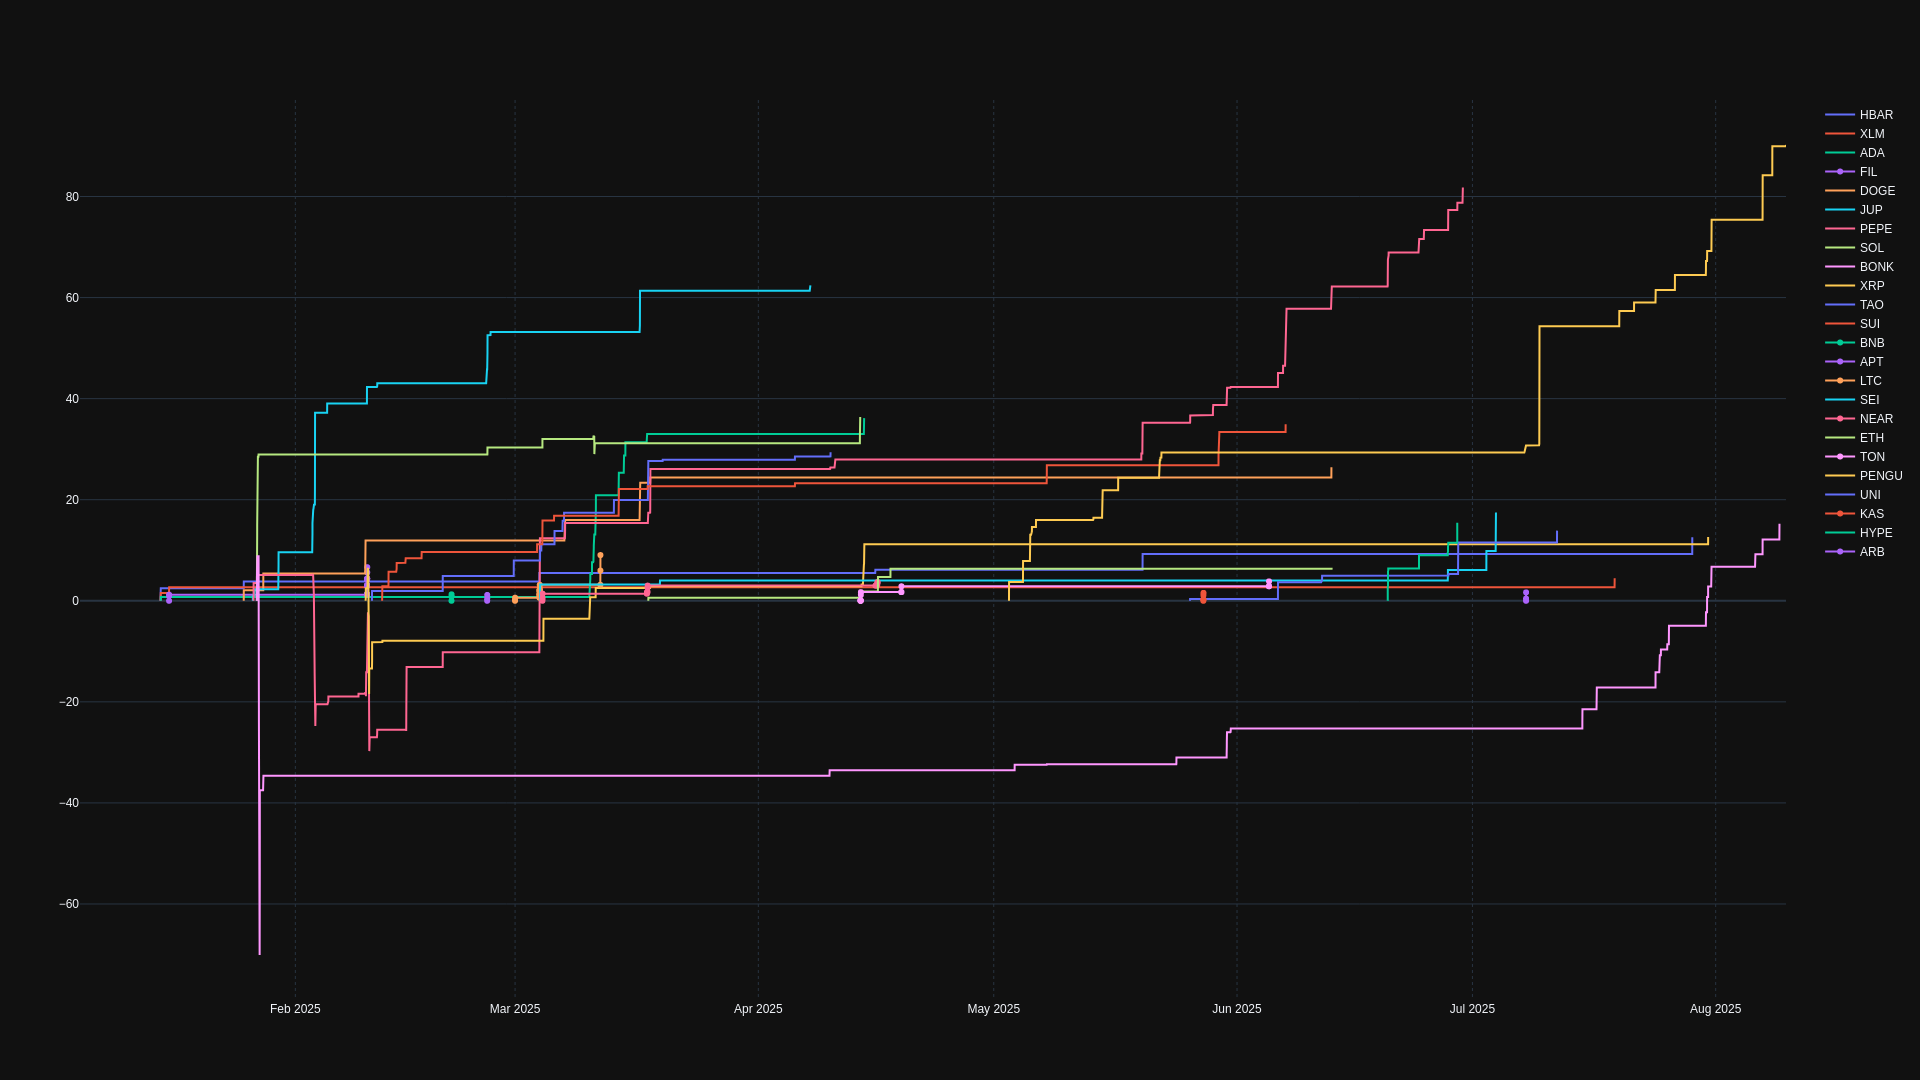 80
60
40
20
0
−20
−40
−60
Feb 2025
Mar 2025
Apr 2025
May 2025
Jun 2025
Jul 2025
Aug 2025
HBAR
XLM
ADA
FIL
DOGE
JUP
PEPE
SOL
BONK
XRP
TAO
SUI
BNB
APT
LTC
SEI
NEAR
ETH
TON
PENGU
UNI
KAS
HYPE
ARB